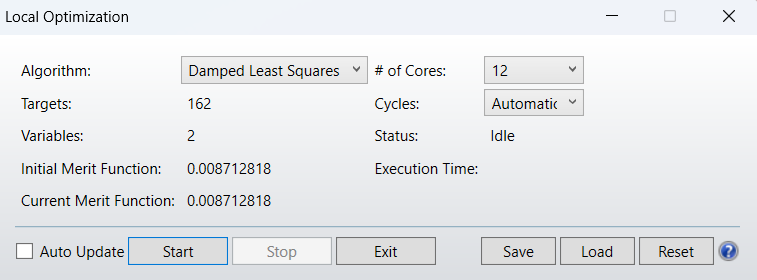 Local Optimization
Algorithm: Damped Least Squares # of Cores: 12
Targets: 162 Cycles: Automatic
Variables: 2 Status: Idle
Initial Merit Function: 0.008712818 Execution Time:
Current Merit Function: 0.008712818
Auto Update Start Stop Exit Save Load Reset ?